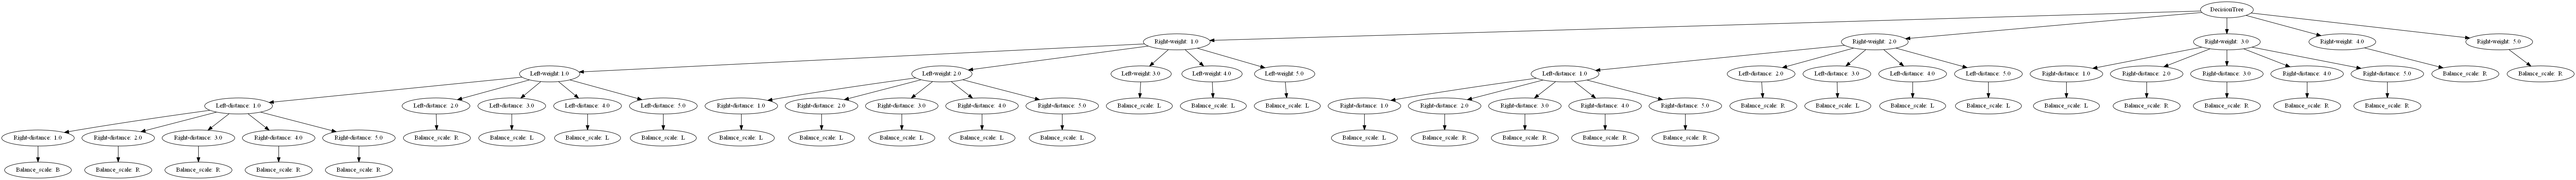 DecisionTree
Right-weight: 1.0
Right-weight: 2.0
Right-weight: 3.0
Right-weight: 4.0
Right-weight: 5.0
Left-weight: 1.0
Left-weight: 2.0
Left-weight: 3.0
Left-weight: 4.0
Left-weight: 5.0
Left-distance: 1.0
Left-distance: 2.0
Left-distance: 3.0
Left-distance: 4.0
Left-distance: 5.0
Right-distance: 1.0
Right-distance: 2.0
Right-distance: 3.0
Right-distance: 4.0
Right-distance: 5.0
Balance_scale: R
Balance_scale: R
Left-distance: 1.0
Left-distance: 2.0
Left-distance: 3.0
Left-distance: 4.0
Left-distance: 5.0
Right-distance: 1.0
Right-distance: 2.0
Right-distance: 3.0
Right-distance: 4.0
Right-distance: 5.0
Balance_scale: L
Balance_scale: L
Balance_scale: L
Right-distance: 1.0
Right-distance: 2.0
Right-distance: 3.0
Right-distance: 4.0
Right-distance: 5.0
Balance_scale: R
Balance_scale: L
Balance_scale: L
Balance_scale: L
Balance_scale: L
Balance_scale: R
Balance_scale: R
Balance_scale: R
Balance_scale: R
Right-distance: 1.0
Right-distance: 2.0
Right-distance: 3.0
Right-distance: 4.0
Right-distance: 5.0
Balance_scale: R
Balance_scale: L
Balance_scale: L
Balance_scale: L
Balance_scale: L
Balance_scale: L
Balance_scale: L
Balance_scale: L
Balance_scale: L
Balance_scale: L
Balance_scale: R
Balance_scale: R
Balance_scale: R
Balance_scale: R
Balance_scale: B
Balance_scale: R
Balance_scale: R
Balance_scale: R
Balance_scale: R